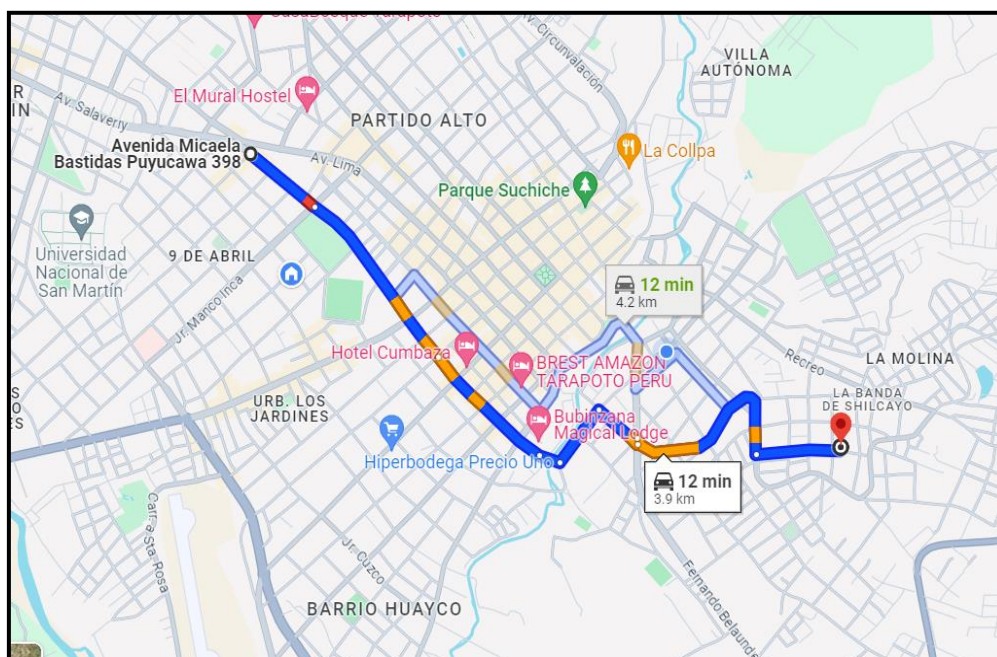 El Mural Hostel
Av. Salaverry
PARTIDO ALTO
VILLA
AUTÓNOMA
Av. Circunvalación
Avenida Micaela
Bastidas Puyucawa 398
Av. Lima
La Collpa
Parque Suchiche
Universidad
Nacional de
San Martín
9 DE ABRIL
Jr. Manco Inca
12 min
4.2 km
Hotel Cumbaza
BREST AMAZON
TARAPOTO PERU
Recreo
LA MOLINA
LA BANDA
DE SHILCAYO
URB. LOS
JARDINES
Bubinzana
Magical Lodge
Hiperbodega Precio Uno
12 min
3.9 km
Carr. a Sta. Rosa
Jr. Cuzco
Fernando Belaunde
BARRIO HUAYCO